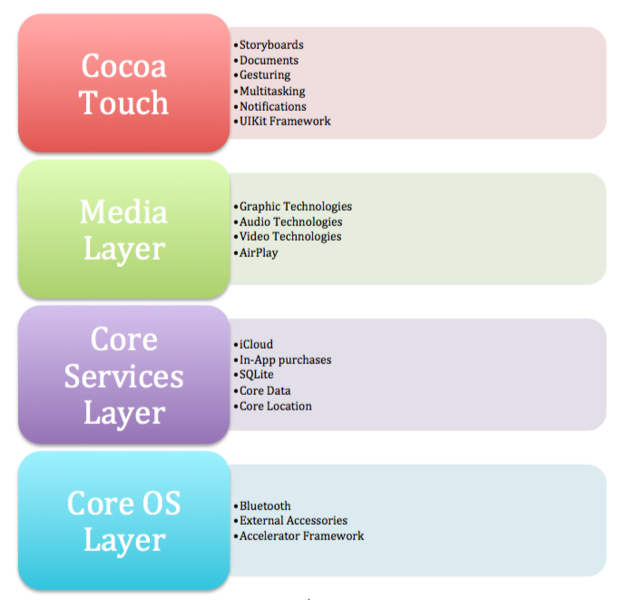 Cocoa
Touch
•Storyboards
•Documents
•Gesturing
•Multitasking
•Notifications
•UIKit Framework
Media
Layer
•Graphic Technologies
•Audio Technologies
•Video Technologies
•AirPlay
Core
Services
Layer
•iCloud
•In-App purchases
•SQLite
•Core Data
•Core Location
Core OS
Layer
•Bluetooth
•External Accessories
•Accelerator Framework